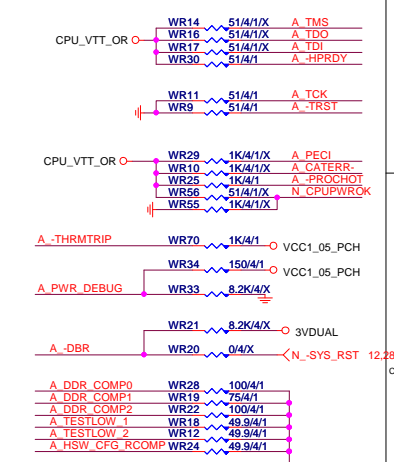 WR14 51/4/1/X A_TMS
CPU_VTT_OR WR16 51/4/1/X A_TDO
WR17 51/4/1/X A_TDI
WR30 51/4/1 A_-HPRDY
WR11 51/4/1 A_TCK
WR9 51/4/1 A_-TRST
CPU_VTT_OR WR29 1K/4/1/X A_PECI
WR10 1K/4/1/X A_CATERR-
WR25 1K/4/1 A_-PROCHOT
WR56 51/4/1/X N_CPUPWROK
WR55 1K/4/1/X
A_-THRMTRIP WR70 1K/4/1 VCC1_05_PCH
WR34 150/4/1 VCC1_05_PCH
A_PWR_DEBUG WR33 8.2K/4/X
WR21 8.2K/4/X 3VDUAL
A_-DBR WR20 0/4/X N_-SYS_RST 12,28
A_DDR_COMP0 WR28 100/4/1
A_DDR_COMP1 WR19 75/4/1
A_DDR_COMP2 WR22 100/4/1
A_TESTLOW_1 WR18 49.9/4/1
A_TESTLOW_2 WR12 49.9/4/1
A_HSW_CFG_RCOMP WR24 49.9/4/1